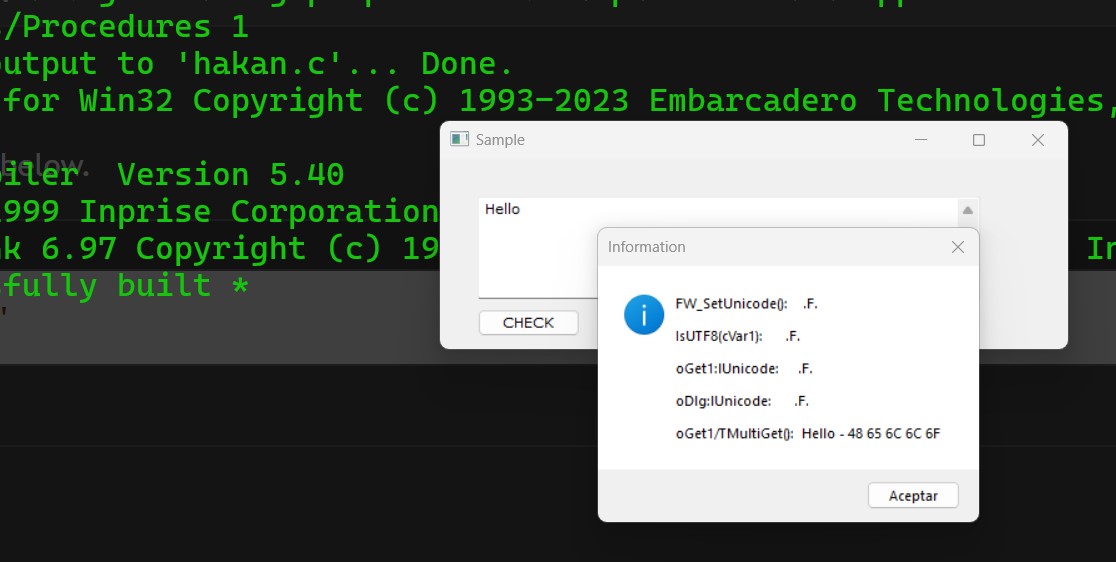 s/Procedures 1
output to 'hakan.c'... Done.
for Win32 Copyright (c) 1993-2023 Embarcadero Technologies,
below.
iler Version 5.40
1999 Inprise Corporation
k 6.97 Copyright (c) 19 In
sfully built *
Sample
Hello
CHECK
Information
FW_SetUnicode(): .F.
IsUTF8(cVar1): .F.
oGet1:lUnicode: .F.
oDlg:lUnicode: .F.
oGet1/TMultiGet(): Hello - 48 65 6C 6C 6F
Aceptar